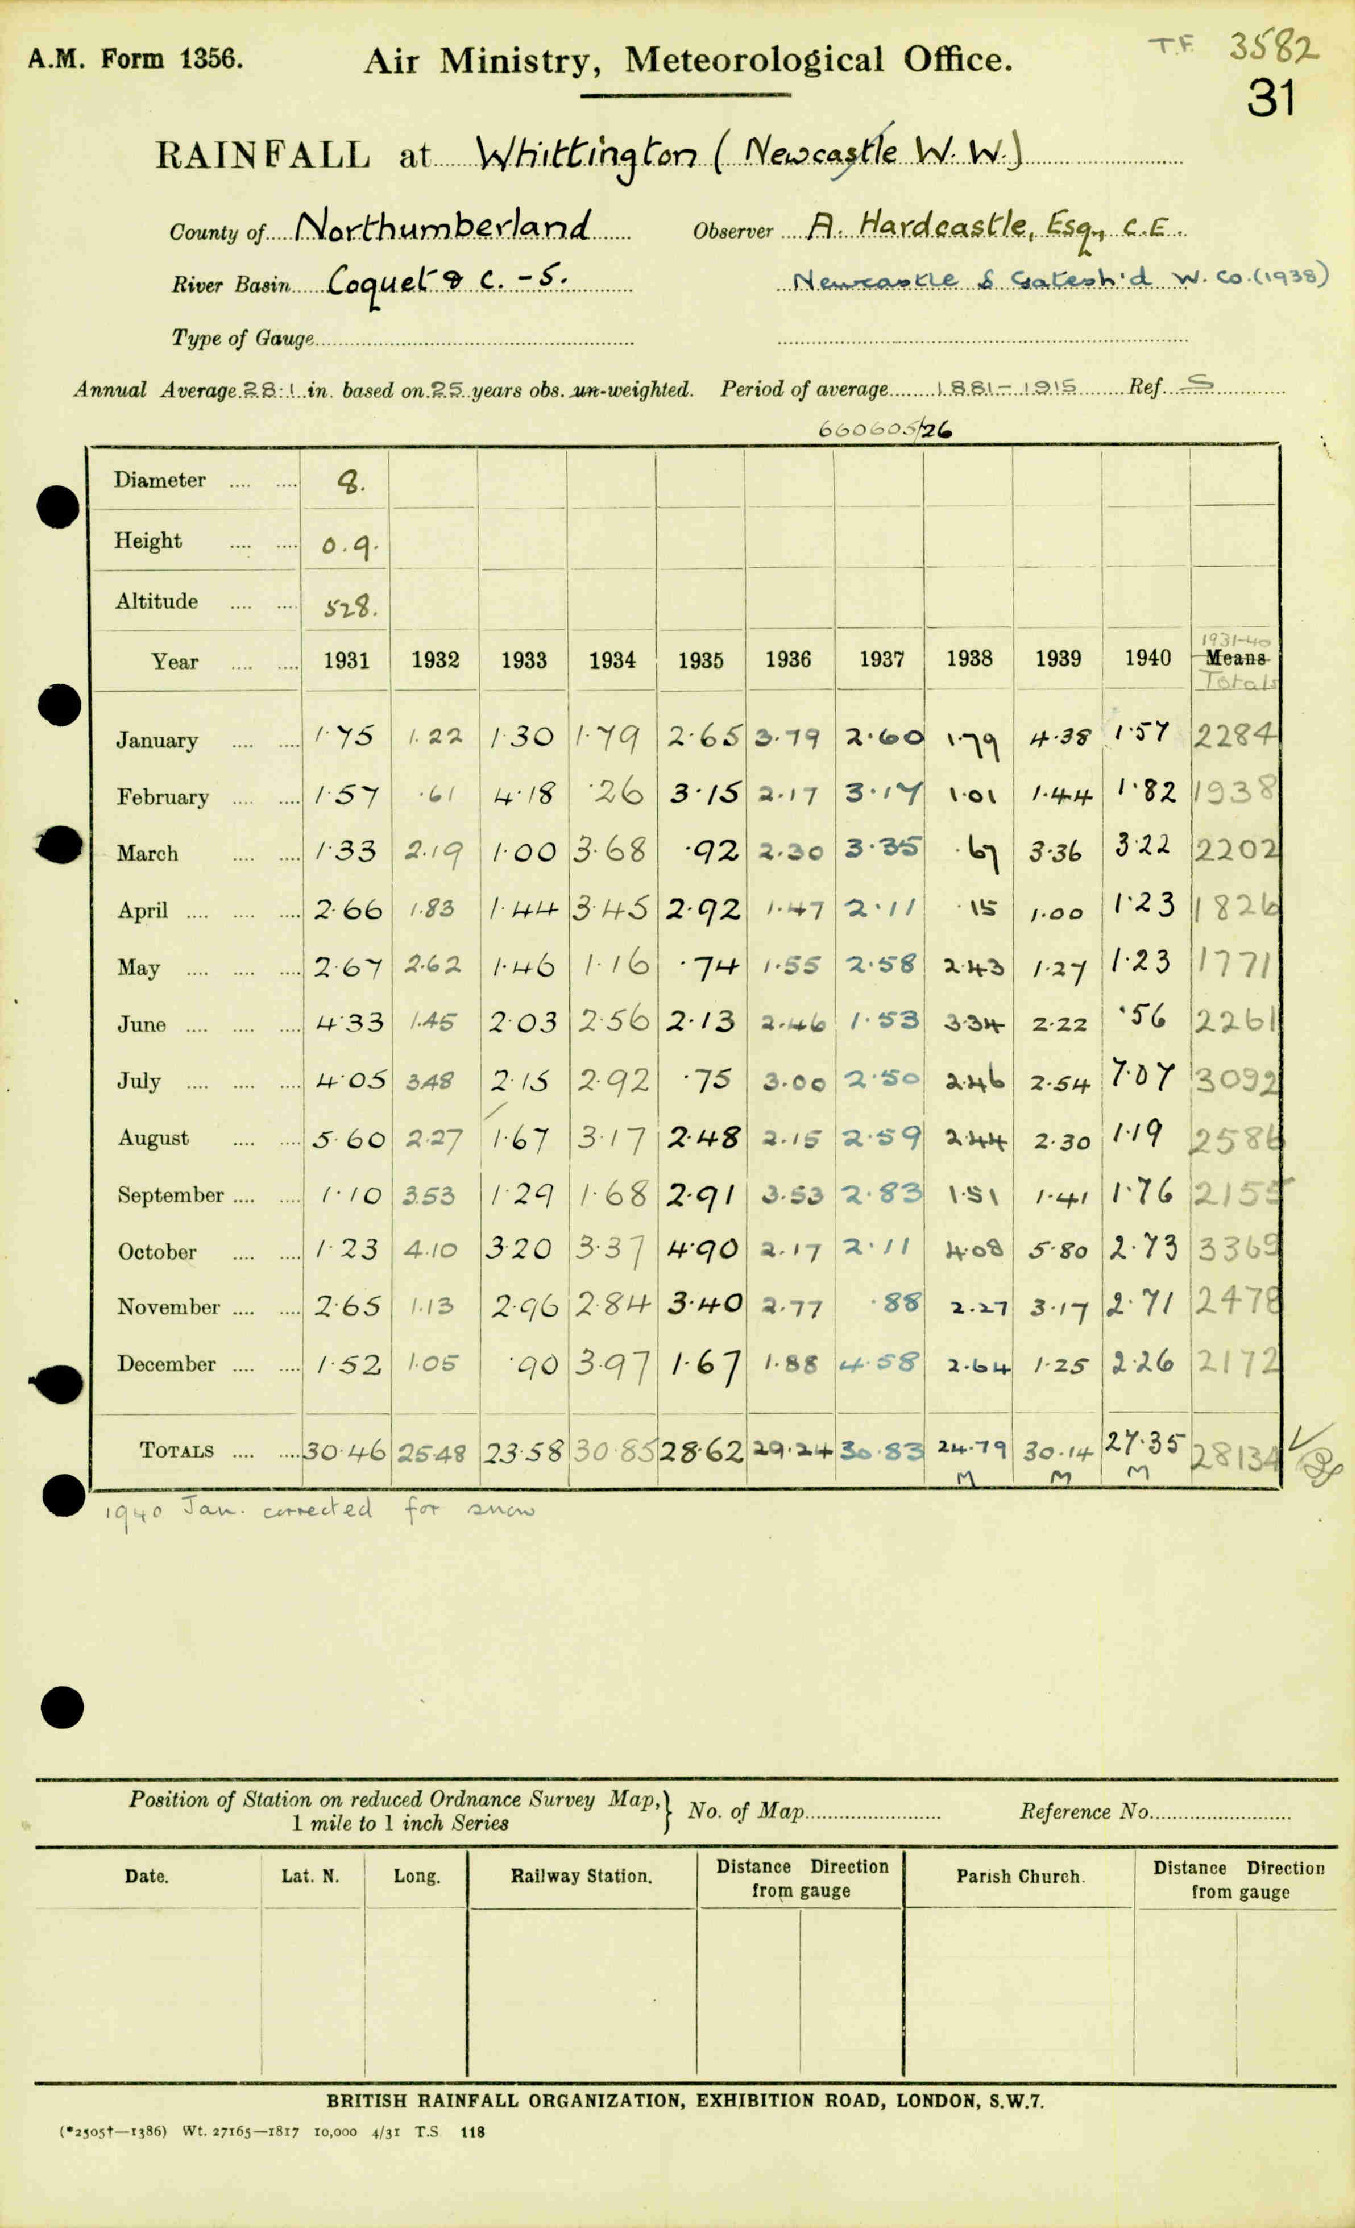 A.M. Form 1356. Air Ministry, Meteorological Office. T.F. 3582
31
RAINFALL at Whittington (Newcastle W.W.)
County of Northumberland Observer A. Hardcastle, Esq., C.E.
River Basin Coquet & C. - S. Newcastle & Gatesh'd W. Co. (1938)
Type of Gauge
Annual Average 28.1 in. based on 25 years obs. un-weighted. Period of average 1881-1915 Ref. S
660605/26
Diameter .... .... 8.
Height .... .... 0.9.
Altitude .... .... 528.
1931-40
Year .... .... 1931 1932 1933 1934 1935 1936 1937 1938 1939 1940 Means
Totals
January .... .... 1.75 1.22 1.30 1.79 2.65 3.79 2.60 1.79 4.38 1.57 2284
February .... .... 1.57 .61 4.18 .26 3.15 2.17 3.17 1.01 1.44 1.82 1938
March .... .... 1.33 2.19 1.00 3.68 .92 2.30 3.35 .67 3.36 3.22 2202
April .... .... .... 2.66 1.83 1.44 3.45 2.92 1.47 2.11 .15 1.00 1.23 1826
May .... .... .... 2.67 2.62 1.46 1.16 .74 1.55 2.58 2.43 1.27 1.23 1771
June .... .... .... 4.33 1.45 2.03 2.56 2.13 2.46 1.53 3.34 2.22 .56 2261
July .... .... .... 4.05 3.48 2.15 2.92 .75 3.00 2.50 2.46 2.54 7.07 3092
August .... .... 5.60 2.27 1.67 3.17 2.48 2.15 2.59 2.44 2.30 1.19 2586
September .... .... 1.10 3.53 1.29 1.68 2.91 3.53 2.83 1.51 1.41 1.76 2155
October .... .... 1.23 4.10 3.20 3.37 4.90 2.17 2.11 4.08 5.80 2.73 3369
November .... .... 2.65 1.13 2.96 2.84 3.40 2.77 .88 2.27 3.17 2.71 2478
December .... .... 1.52 1.05 .90 3.97 1.67 1.88 4.58 2.64 1.25 2.26 2172
TOTALS .... .... 30.46 25.48 23.58 30.85 28.62 29.24 30.83 24.79 30.14 27.35 28134
M M M
1940 Jan. corrected for snow
Position of Station on reduced Ordnance Survey Map,} No. of Map Reference No.
1 mile to 1 inch Series
Date. Lat. N. Long. Railway Station. Distance Direction Parish Church. Distance Direction
from gauge from gauge
BRITISH RAINFALL ORGANIZATION, EXHIBITION ROAD, LONDON, S.W.7.
(*2505†—1386) Wt. 27165—1817 10,000 4/31 T.S. 118